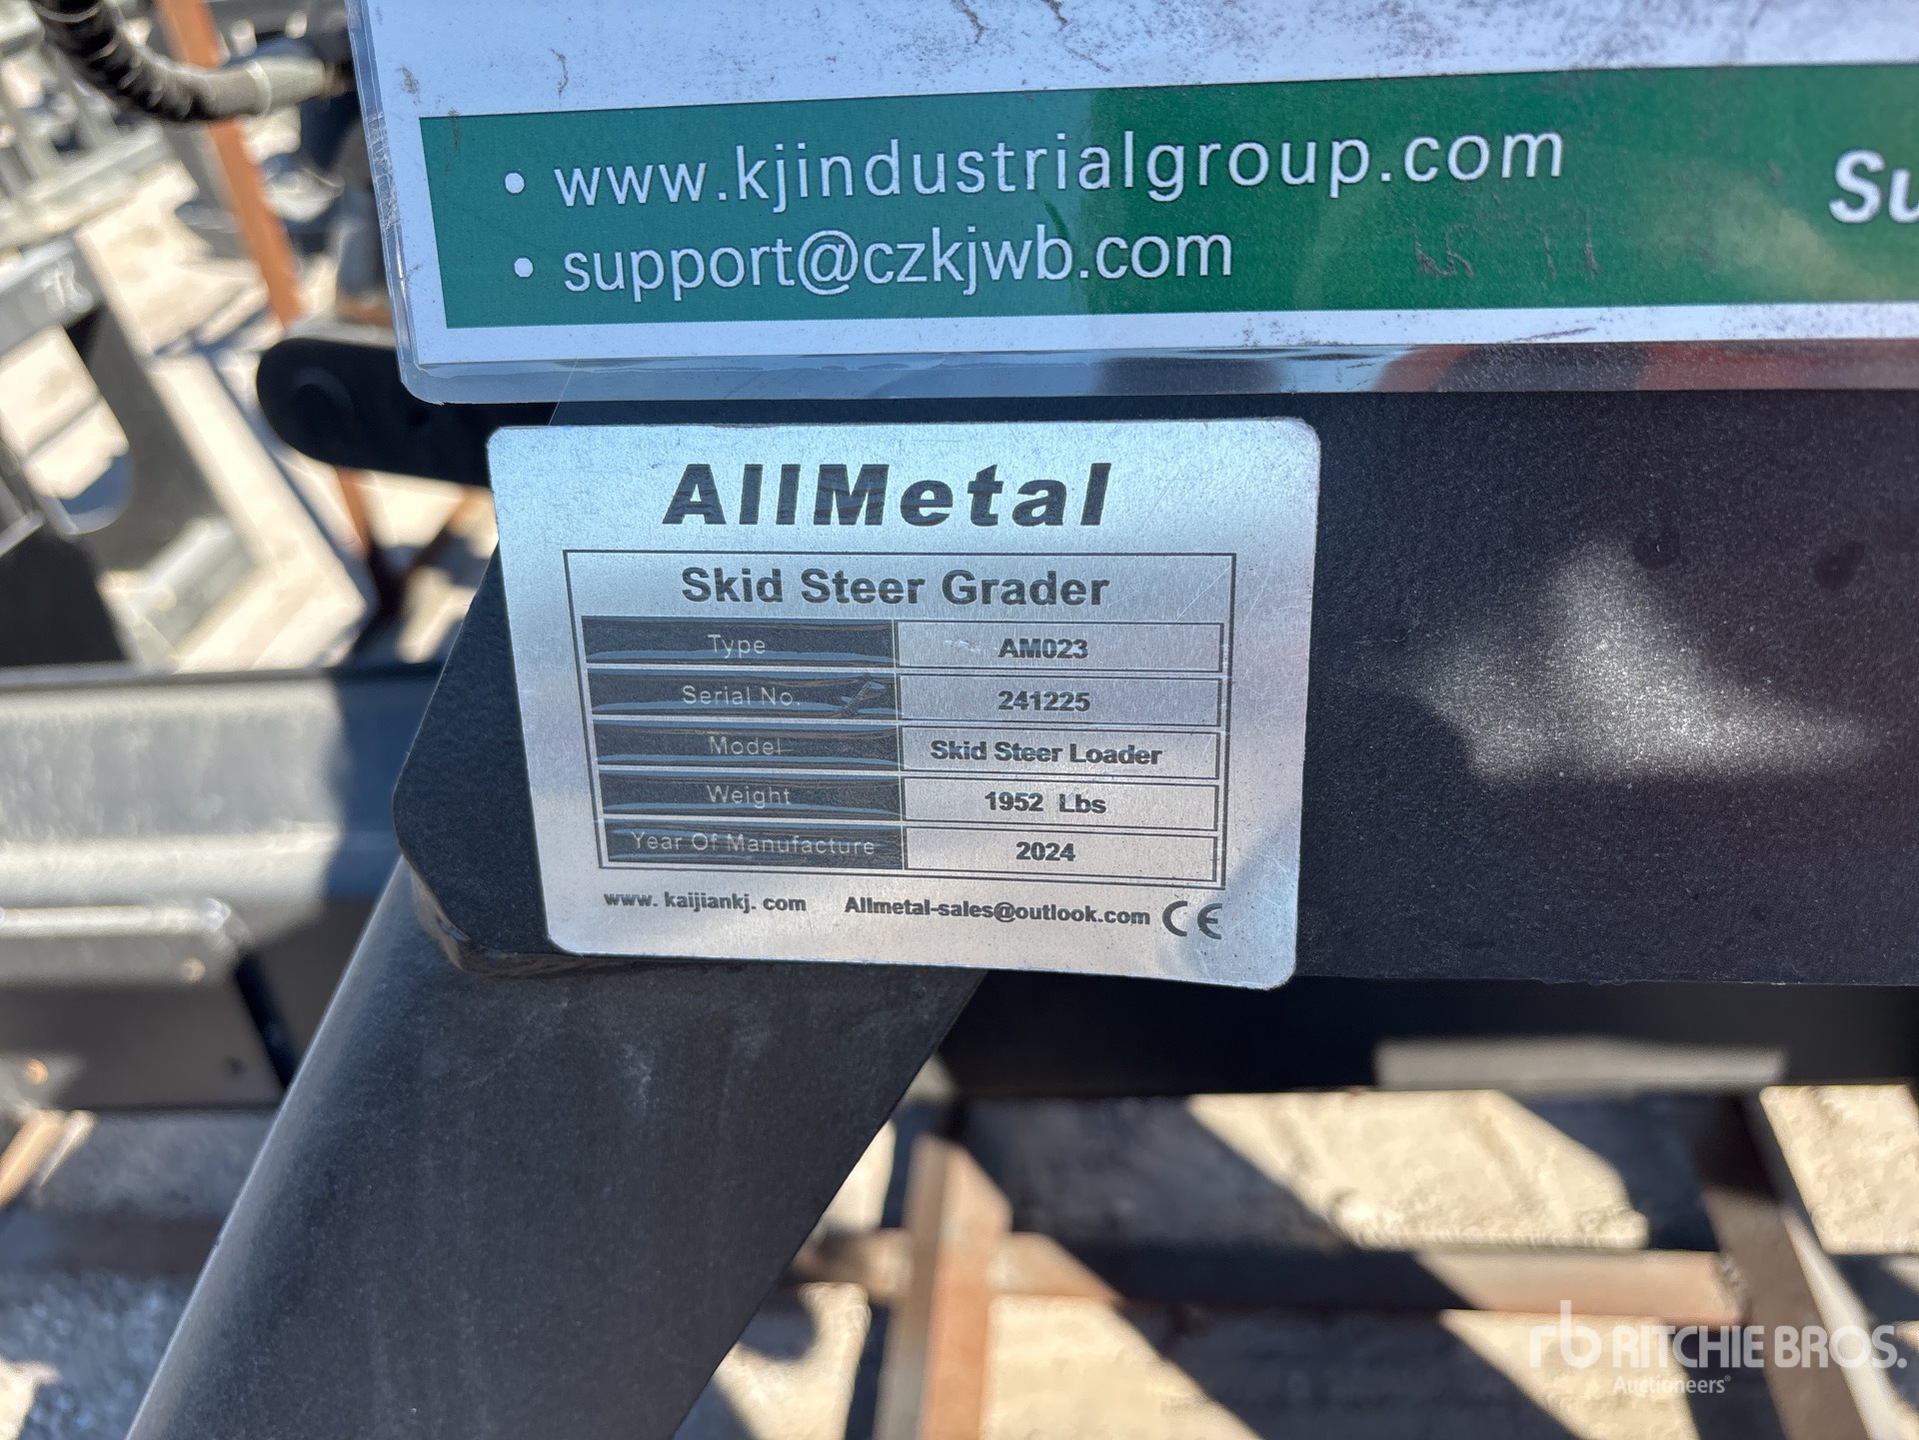 • www.kjindustrialgroup.com
• support@czkjwb.com
Su
AllMetal
Skid Steer Grader
Type AM023
Serial No. 241225
Model Skid Steer Loader
Weight 1952 Lbs
Year Of Manufacture 2024
www. kaijiankj. com Allmetal-sales@outlook.com CE
rb RITCHIE BROS.
Auctioneers